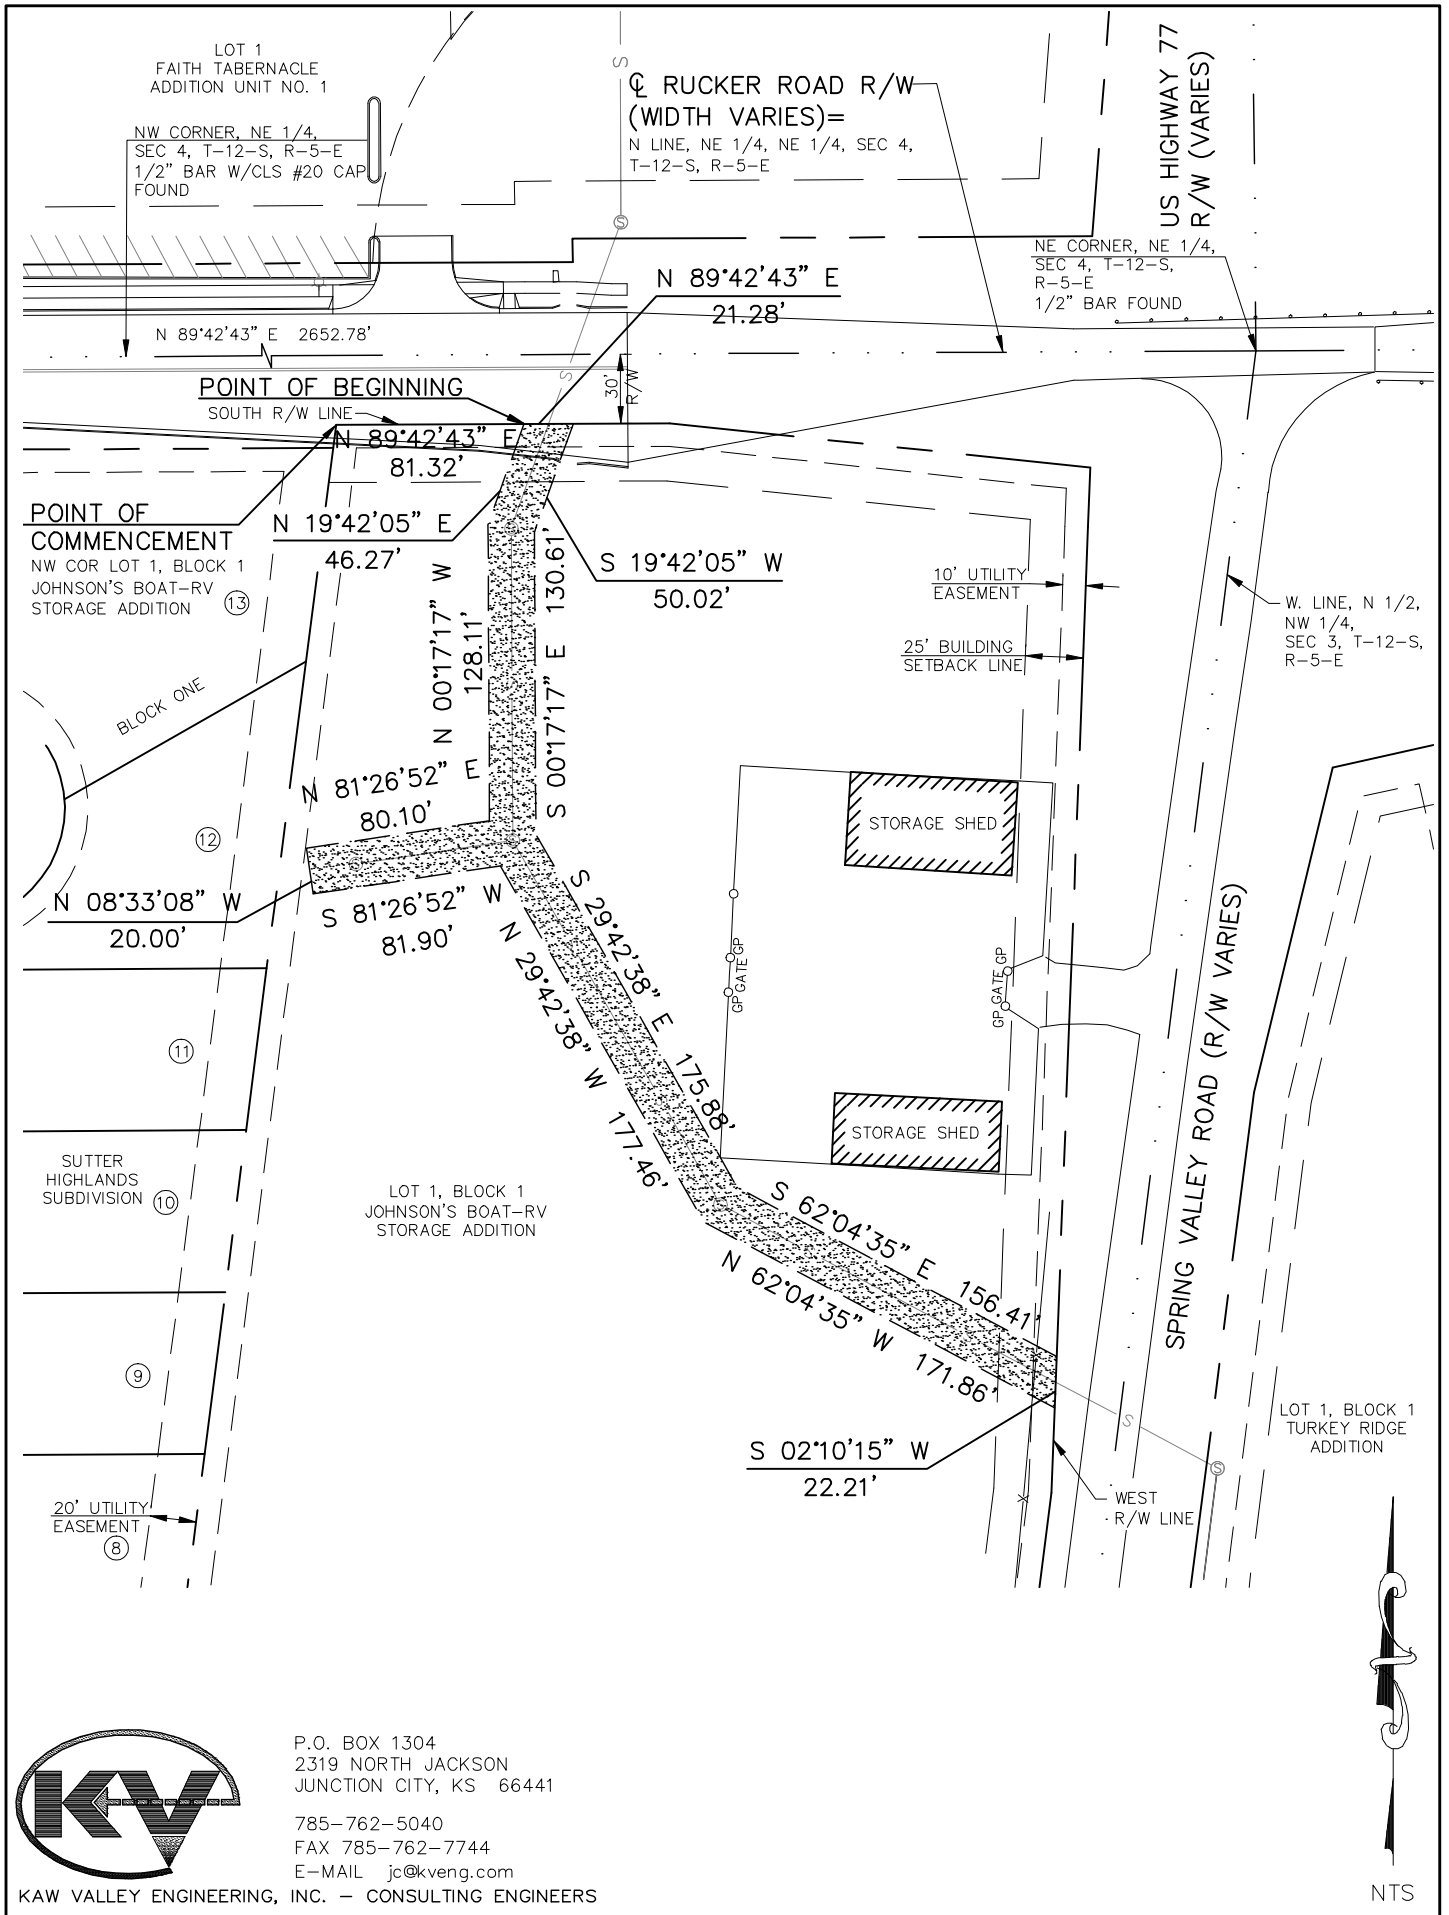 LOT 1
FAITH TABERNACLE
ADDITION UNIT NO. 1
NW CORNER, NE 1/4,
SEC 4, T-12-S, R-5-E
1/2" BAR W/CLS #20 CAP
FOUND
S
℄ RUCKER ROAD R/W
(WIDTH VARIES)=
N LINE, NE 1/4, NE 1/4, SEC 4,
T-12-S, R-5-E
US HIGHWAY 77
R/W (VARIES)
S
NE CORNER, NE 1/4,
SEC 4, T-12-S,
R-5-E
1/2" BAR FOUND
N 89°42'43" E
21.28'
N 89°42'43" E 2652.78'
POINT OF BEGINNING
SOUTH R/W LINE
S
30'
R/W
N 89°42'43" E
81.32'
POINT OF
COMMENCEMENT
NW COR LOT 1, BLOCK 1
JOHNSON'S BOAT-RV
STORAGE ADDITION
13
N 19°42'05" E
46.27'
S 19°42'05" W
50.02'
N 00°17'17" W
128.11'
S 00°17'17" E 130.61'
10' UTILITY
EASEMENT
25' BUILDING
SETBACK LINE
W. LINE, N 1/2,
NW 1/4,
SEC 3, T-12-S,
R-5-E
BLOCK ONE
N 81°26'52" E
80.10'
12
STORAGE SHED
N 08°33'08" W
20.00'
S 81°26'52" W
81.90'
S 29°42'38" E 175.88'
N 29°42'38" W 177.46'
GP GATE GP
GP GATE GP
SPRING VALLEY ROAD (R/W VARIES)
11
STORAGE SHED
SUTTER
HIGHLANDS
SUBDIVISION
10
LOT 1, BLOCK 1
JOHNSON'S BOAT-RV
STORAGE ADDITION
S 62°04'35" E 156.41'
N 62°04'35" W 171.86'
9
S
S
LOT 1, BLOCK 1
TURKEY RIDGE
ADDITION
S 02°10'15" W
22.21'
WEST
R/W LINE
20' UTILITY
EASEMENT
8
KV
P.O. BOX 1304
2319 NORTH JACKSON
JUNCTION CITY, KS 66441
785-762-5040
FAX 785-762-7744
E-MAIL jc@kveng.com
KAW VALLEY ENGINEERING, INC. - CONSULTING ENGINEERS
NTS